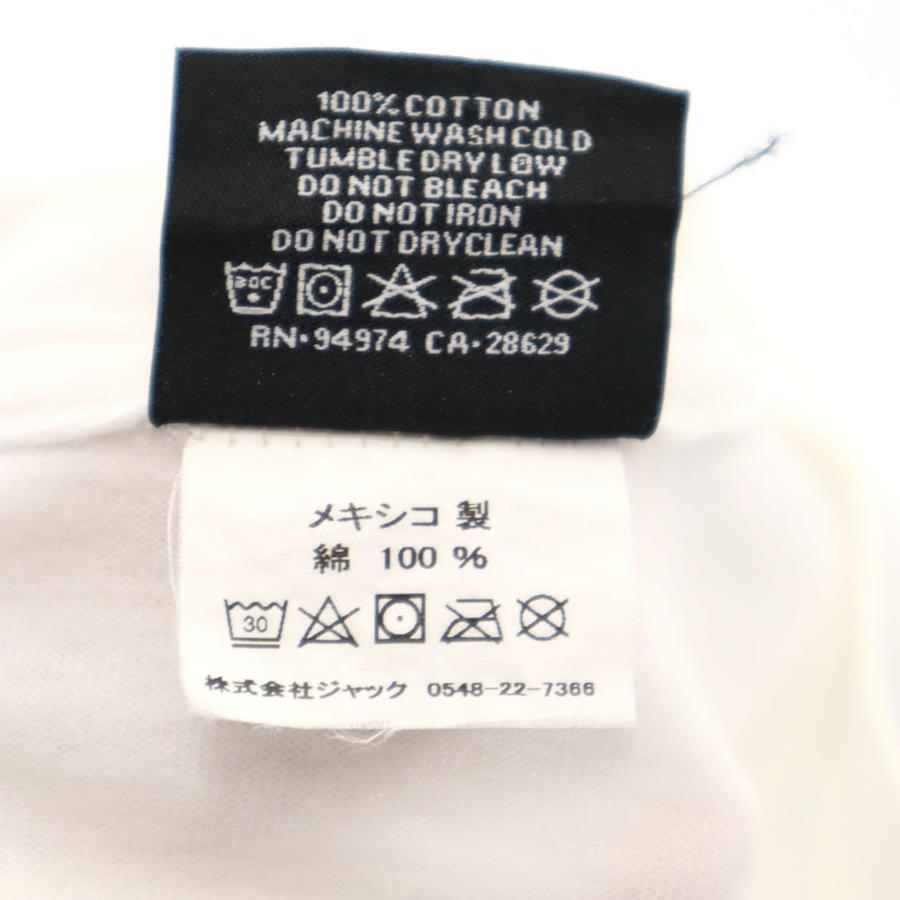 100% COTTON
MACHINE WASH COLD
TUMBLE DRY LOW
DO NOT BLEACH
DO NOT IRON
DO NOT DRYCLEAN
RN・94974 CA・28629
メキシコ 製
綿 100 %
30
株式会社ジャック 0548-22-7366